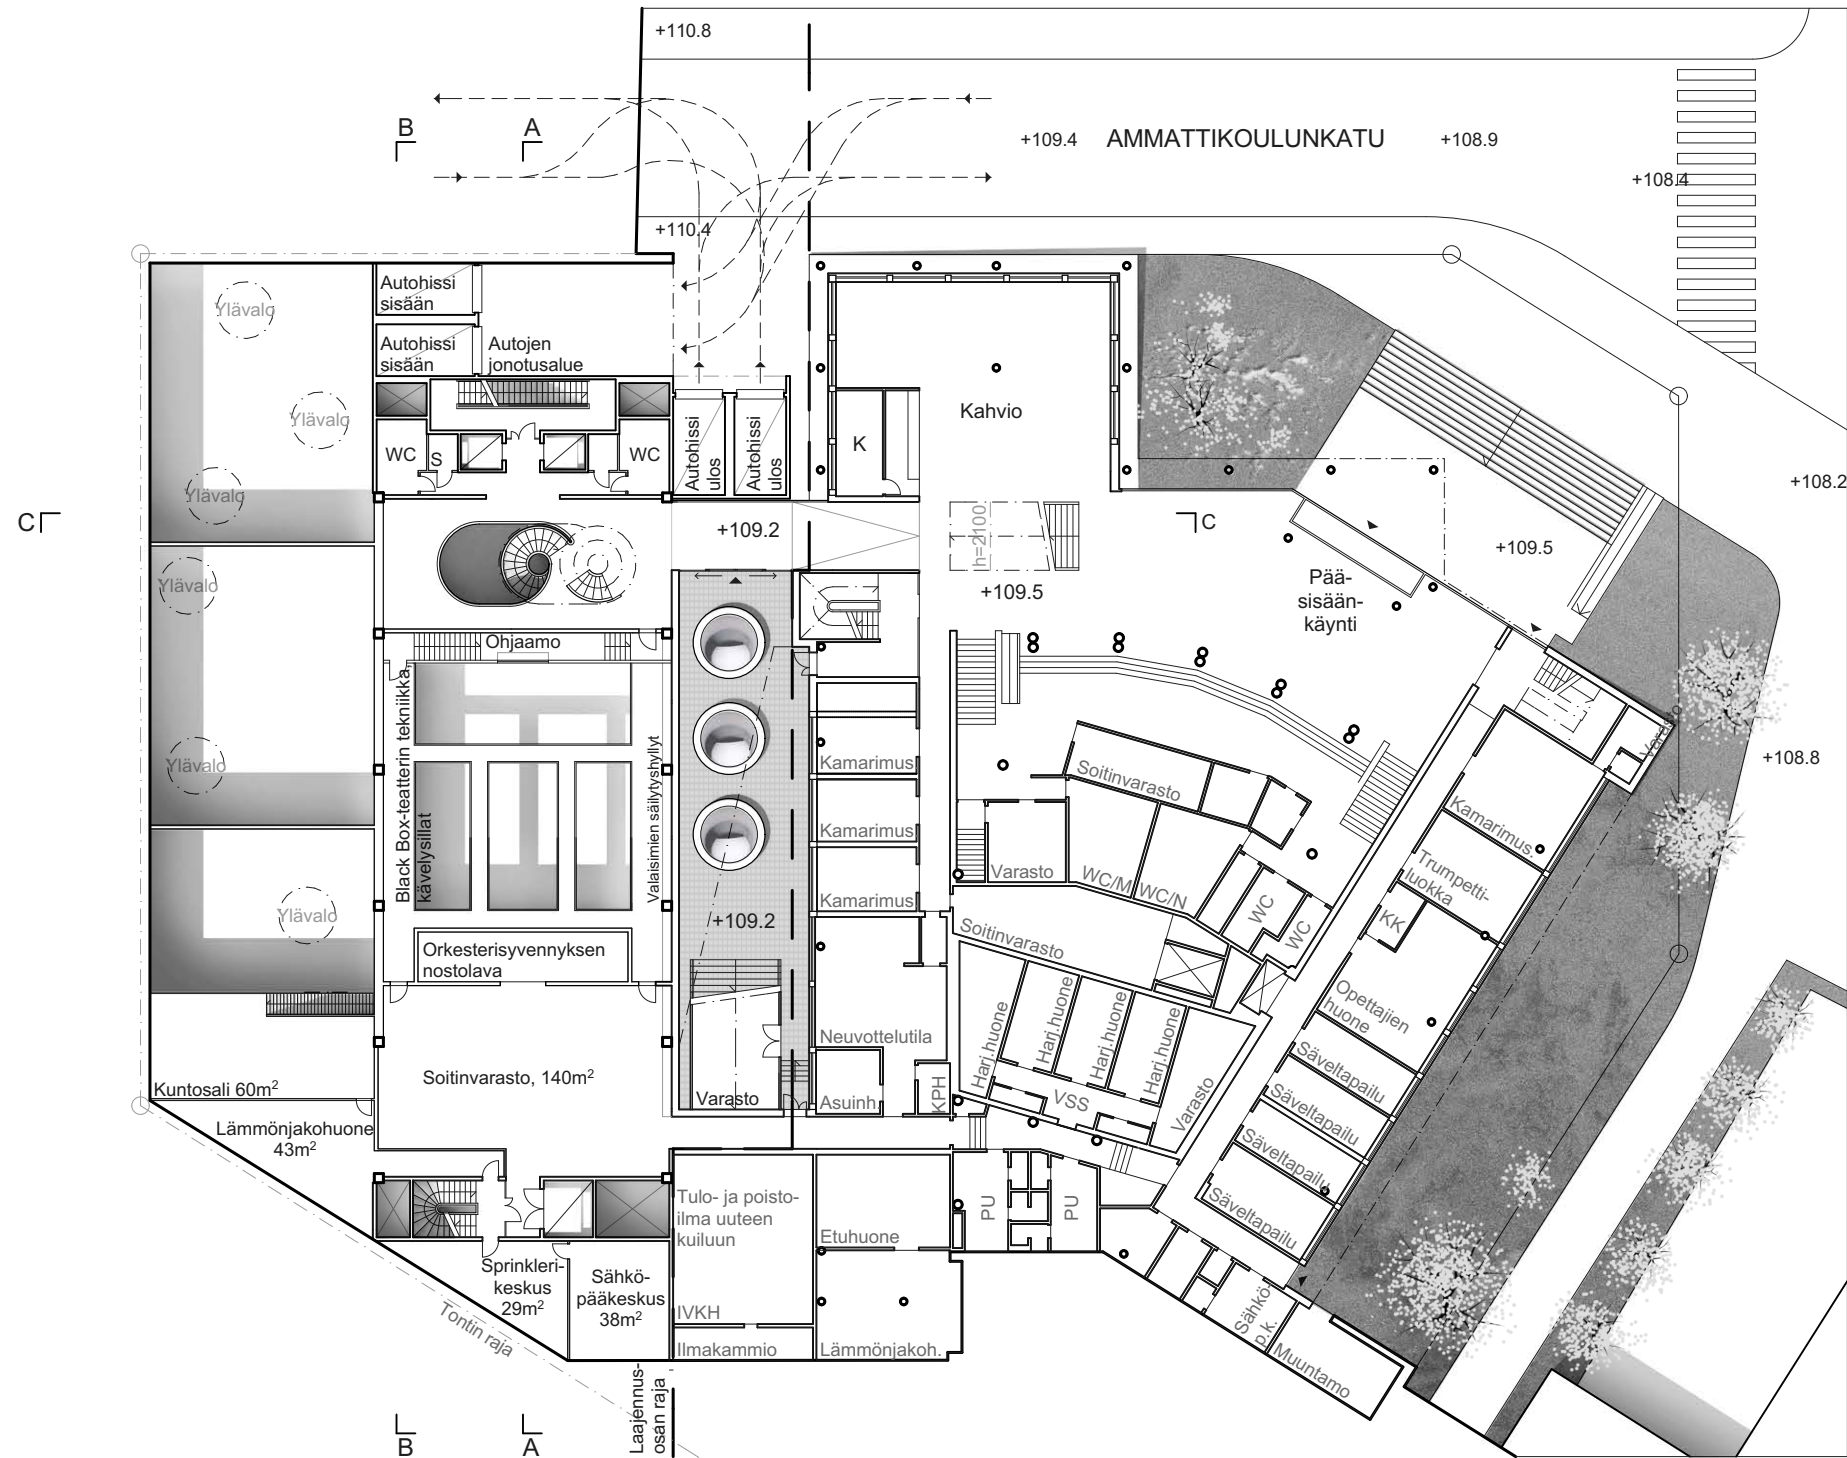 +110.8
B
A
+109.4
AMMATTIKOULUNKATU
+108.9
+108.4
+110.4
Autohissi
sisään
Ylävalo
Autohissi
sisään
Autojen
jonotusalue
Ylävalo
Kahvio
WC
S
WC
Autohissi
ulos
Autohissi
ulos
K
Ylävalo
+108.2
C
+109.2
h=2100
C
+109.5
Ylävalo
+109.5
Pää-
sisään-
käynti
Ohjaamo
Black Box-teatterin tekniikka,
kävelysillat
Valaisimien säilytyshyllyt
Varasto
Ylävalo
Kamarimus.
Soitinvarasto
+108.8
Kamarimus.
Kamarimus.
Trumpetti-
luokka
Varasto
WC/M
WC/N
Kamarimus.
Ylävalo
+109.2
WC
WC
KK
Orkesterisyvennyksen
nostolava
Soitinvarasto
Opettajien
huone
Neuvottelutila
Harj.huone
Harj.huone
Harj.huone
Harj.huone
Säveltapailu
Kuntosali 60m²
Soitinvarasto, 140m²
Varasto
Asuinh.
KPH
VSS
Varasto
Säveltapailu
Lämmönjakohuone
43m²
Säveltapailu
Tulo- ja poisto-
ilma uuteen
kuiluun
PU
PU
Säveltapailu
Etuhuone
Sprinkleri-
keskus
29m²
Sähkö-
pääkeskus
38m²
IVKH
Sähkö-
p.k.
Tontin raja
Ilmakammio
Lämmönjakoh.
Muuntamo
Laajennus-
osan raja
B
A